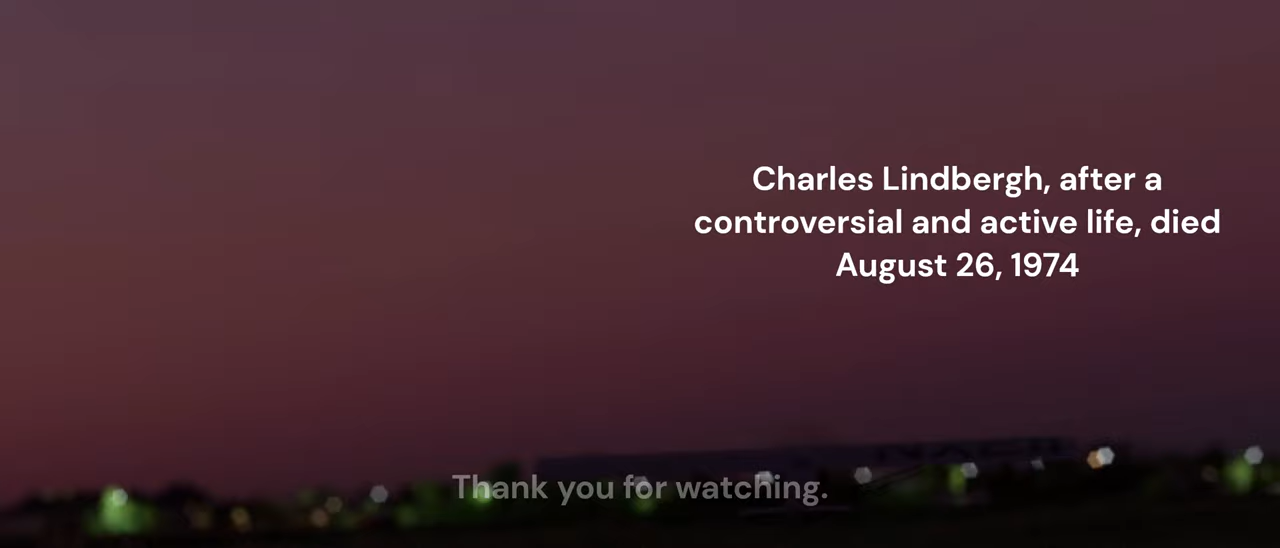 Charles Lindbergh, after a
controversial and active life, died
August 26, 1974
Thank you for watching.